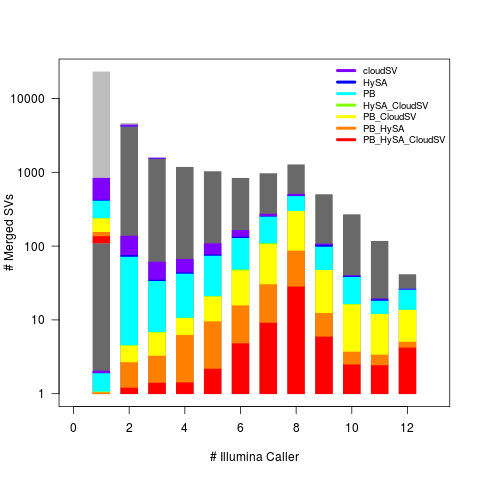 cloudSV
HySA
PB
HySA_CloudSV
PB_CloudSV
PB_HySA
PB_HySA_CloudSV
# Merged SVs
10000
1000
100
10
1
0 2 4 6 8 10 12
# Illumina Caller